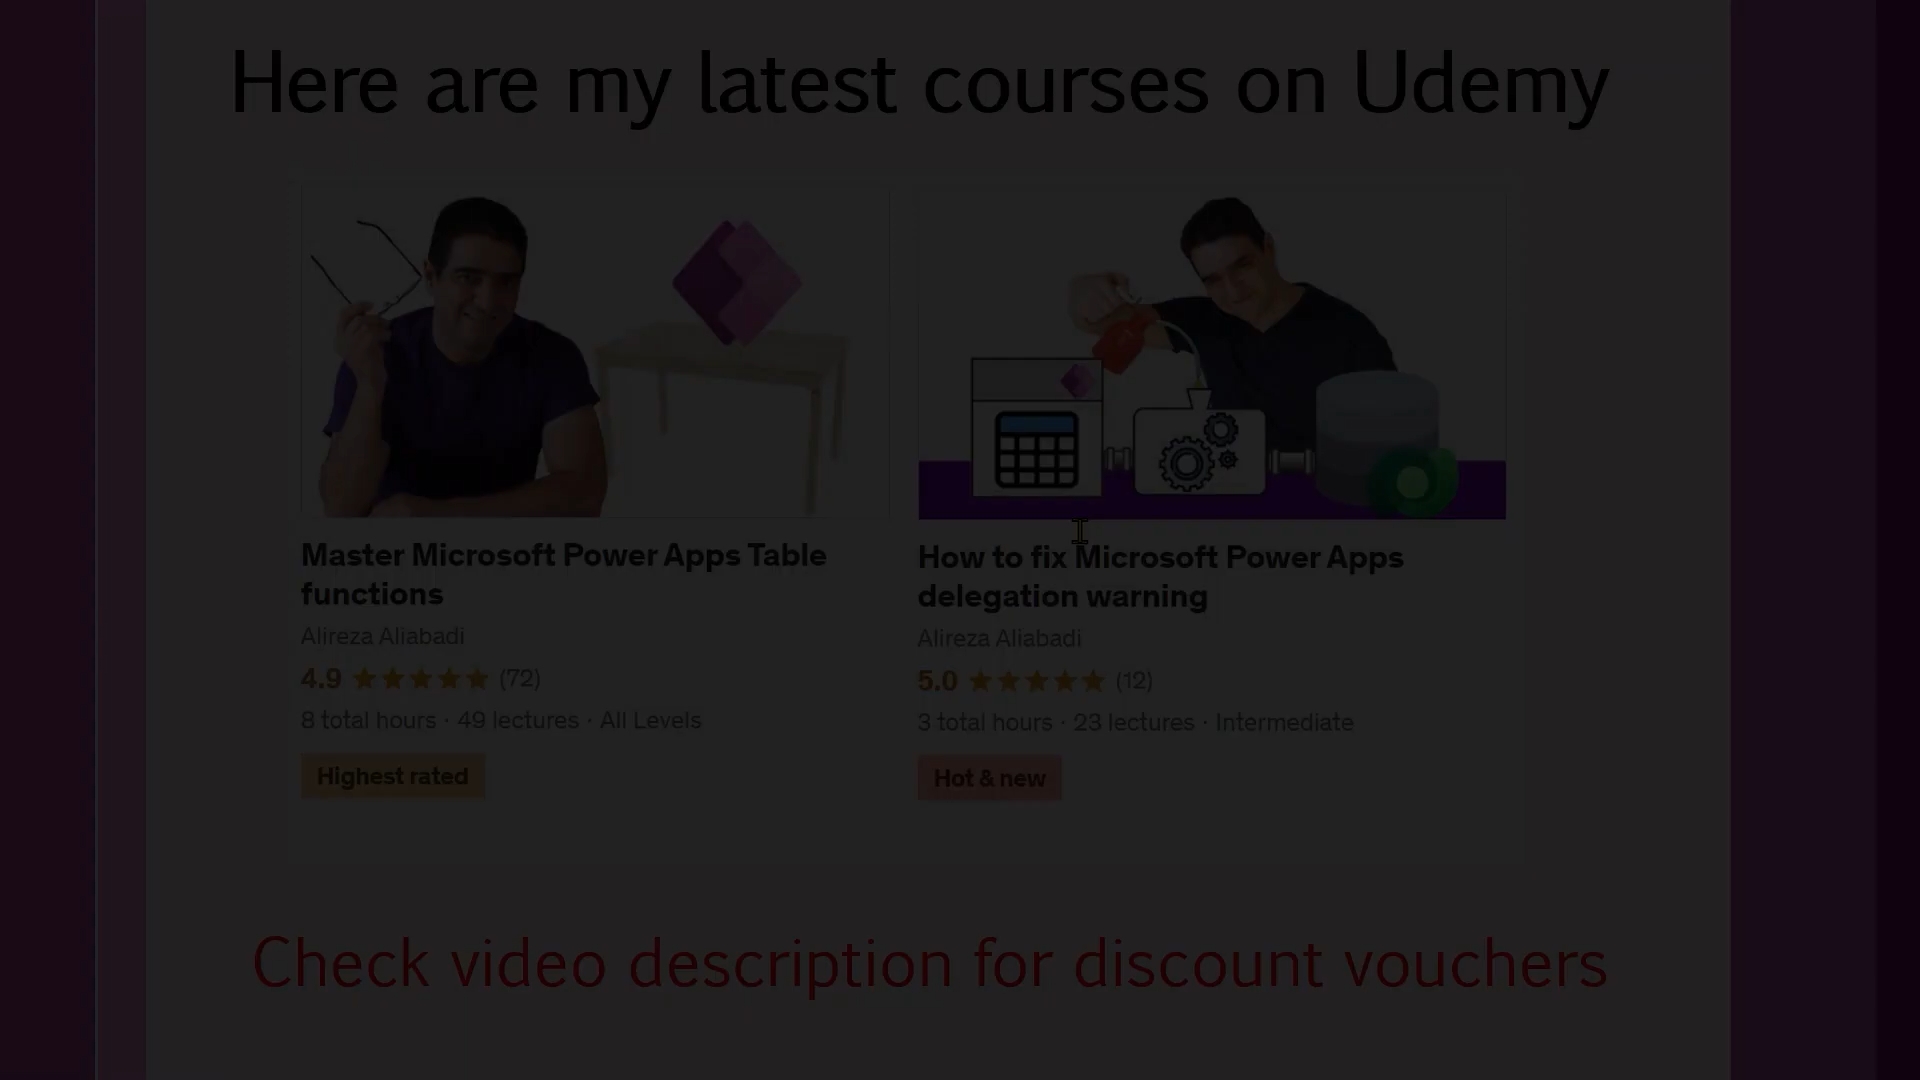 Here are my latest courses on Udemy
Master Microsoft Power Apps Table
functions
Alireza Aliabadi
4.9 ★★★★★ (72)
8 total hours · 49 lectures · All Levels
Highest rated
How to fix Microsoft Power Apps
delegation warning
Alireza Aliabadi
5.0 ★★★★★ (12)
3 total hours · 23 lectures · Intermediate
Hot & new
Check video description for discount vouchers